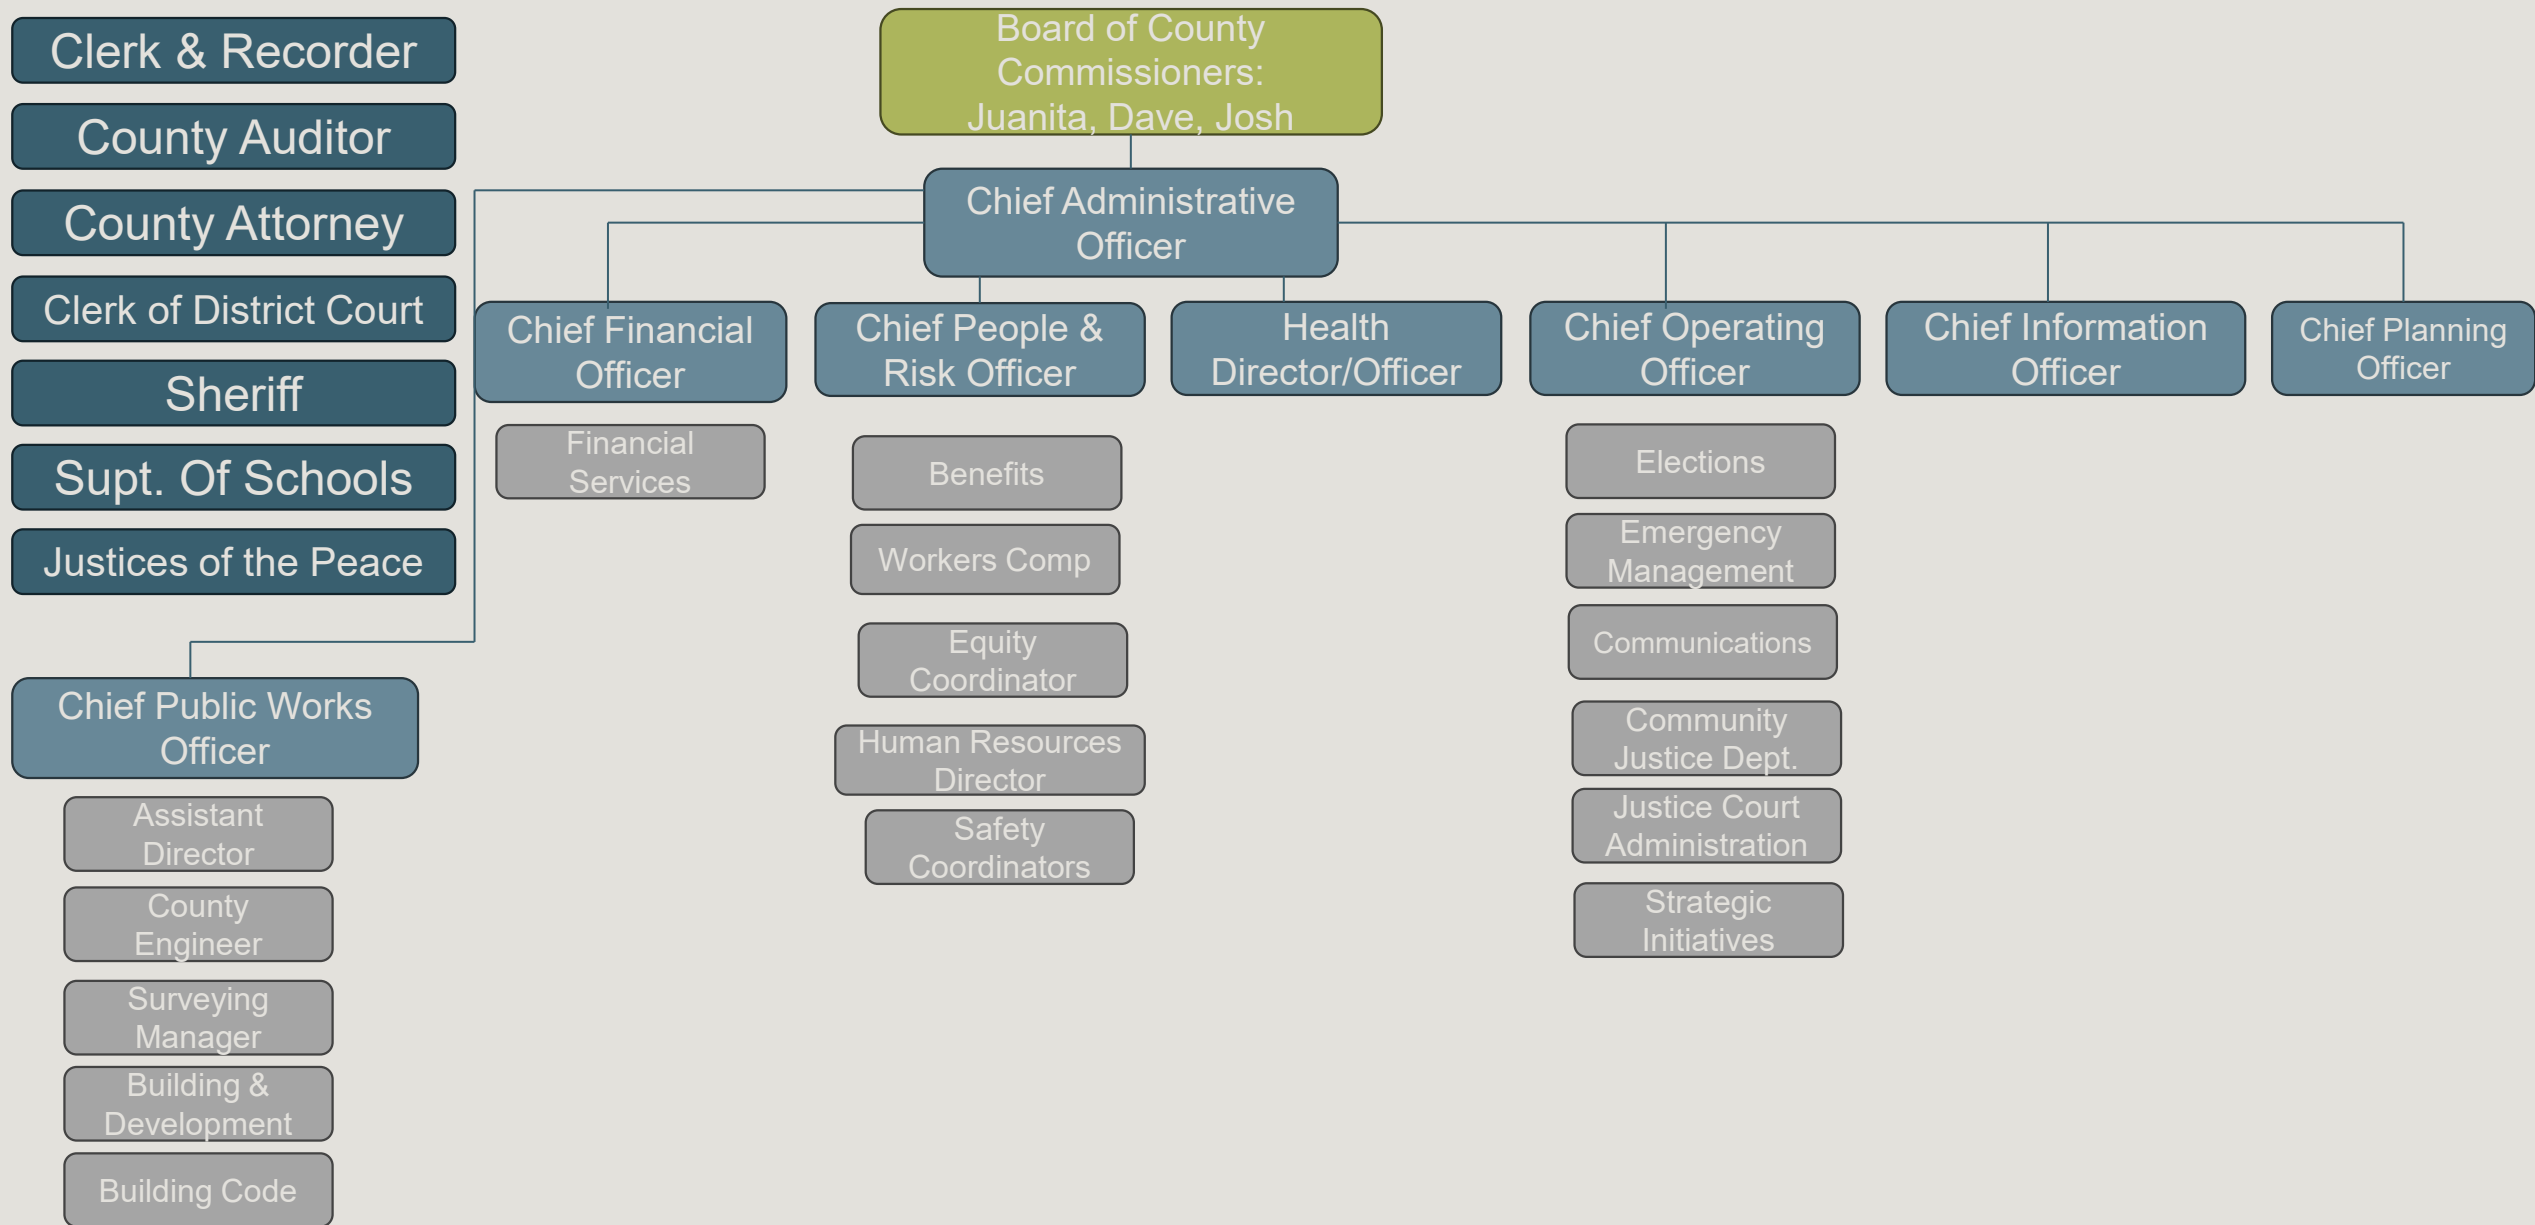 Clerk & Recorder
County Auditor
County Attorney
Clerk of District Court
Sheriff
Supt. Of Schools
Justices of the Peace
Board of County
Commissioners:
Juanita, Dave, Josh
Chief Administrative
Officer
Chief Financial
Officer
Financial
Services
Chief People &
Risk Officer
Benefits
Workers Comp
Equity
Coordinator
Human Resources
Director
Safety
Coordinators
Health
Director/Officer
Chief Operating
Officer
Elections
Emergency
Management
Communications
Community
Justice Dept.
Justice Court
Administration
Strategic
Initiatives
Chief Information
Officer
Chief Planning
Officer
Chief Public Works
Officer
Assistant
Director
County
Engineer
Surveying
Manager
Building &
Development
Building Code